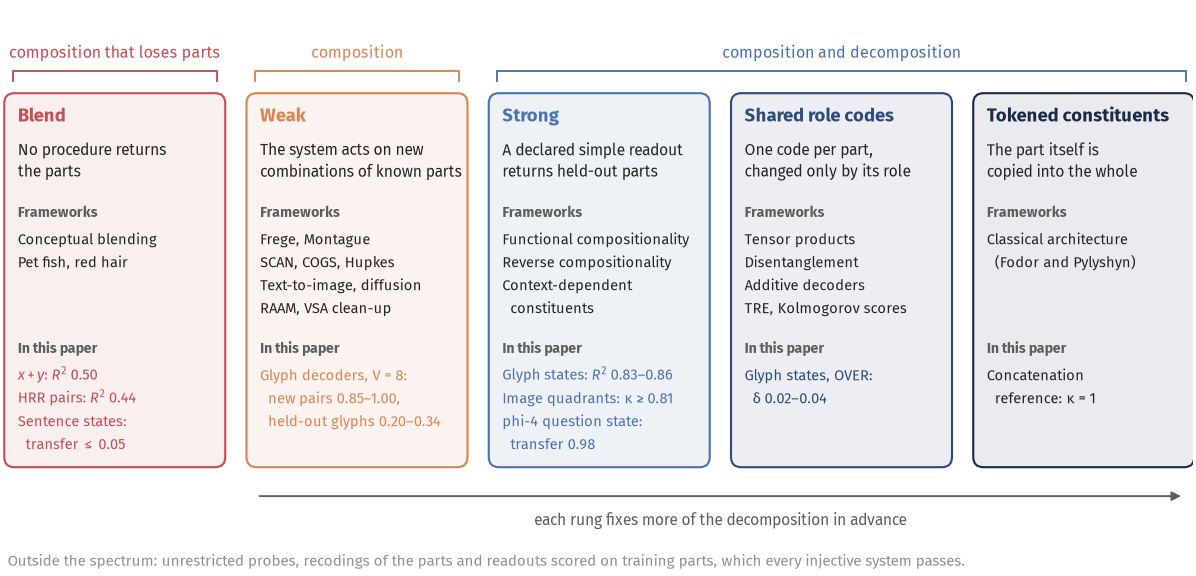 composition that loses parts
composition
composition and decomposition
Blend
No procedure returns
the parts
Frameworks
Conceptual blending
Pet fish, red hair
In this paper
x + y: R² 0.50
HRR pairs: R² 0.44
Sentence states:
transfer ≤ 0.05
Weak
The system acts on new
combinations of known parts
Frameworks
Frege, Montague
SCAN, COGS, Hupkes
Text-to-image, diffusion
RAAM, VSA clean-up
In this paper
Glyph decoders, V = 8:
new pairs 0.85–1.00,
held-out glyphs 0.20–0.34
Strong
A declared simple readout
returns held-out parts
Frameworks
Functional compositionality
Reverse compositionality
Context-dependent
constituents
In this paper
Glyph states: R² 0.83–0.86
Image quadrants: κ ≥ 0.81
phi-4 question state:
transfer 0.98
Shared role codes
One code per part,
changed only by its role
Frameworks
Tensor products
Disentanglement
Additive decoders
TRE, Kolmogorov scores
In this paper
Glyph states, OVER:
δ 0.02–0.04
Tokened constituents
The part itself is
copied into the whole
Frameworks
Classical architecture
(Fodor and Pylyshyn)
In this paper
Concatenation
reference: κ = 1
each rung fixes more of the decomposition in advance
Outside the spectrum: unrestricted probes, recodings of the parts and readouts scored on training parts, which every injective system passes.